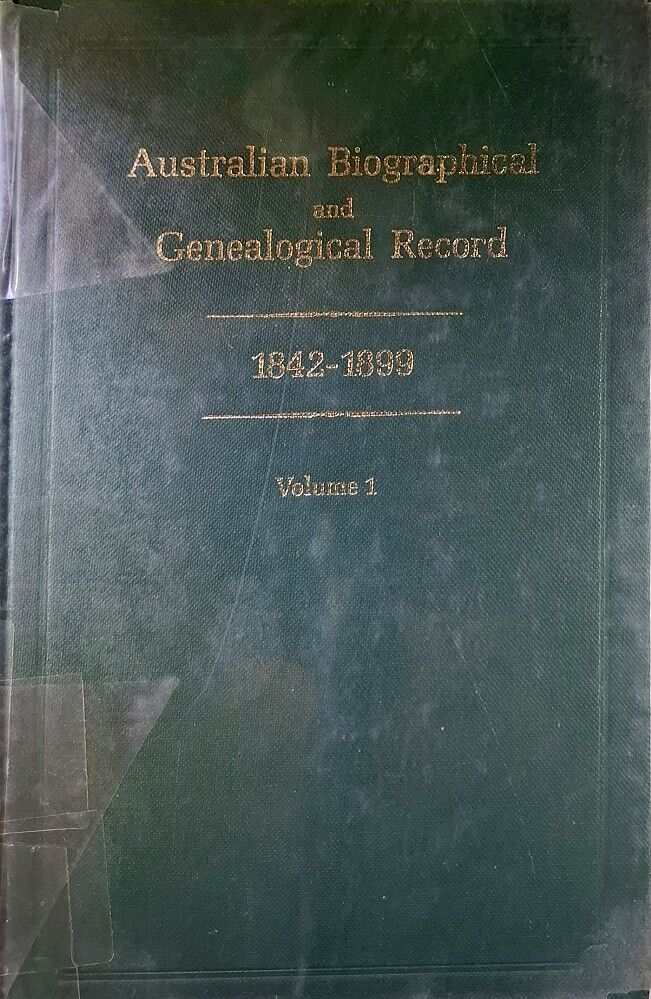 Australian Biographical
and
Genealogical Record
1842-1899
Volume 1